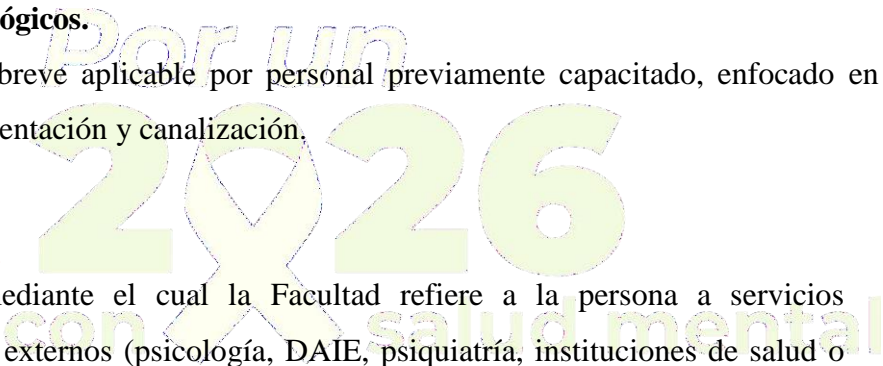 ógicos.
Por un
breve aplicable por personal previamente capacitado, enfocado en
entación y canalización.
2026
ediante el cual la Facultad refiere a la persona a servicios
con salud mental
externos (psicología, DAIE, psiquiatría, instituciones de salud o